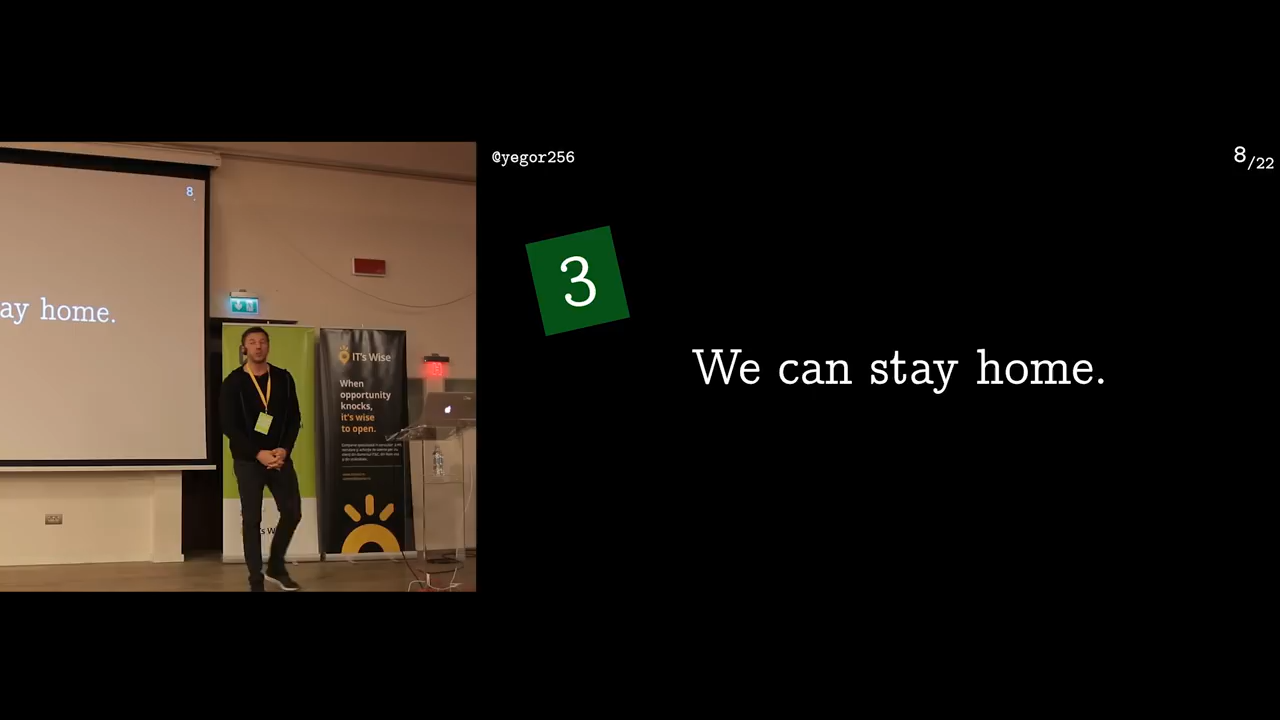 8
ay home.
IT's Wise
When
opportunity
knocks,
it's wise
to open.
@yegor256
8/22
3
We can stay home.